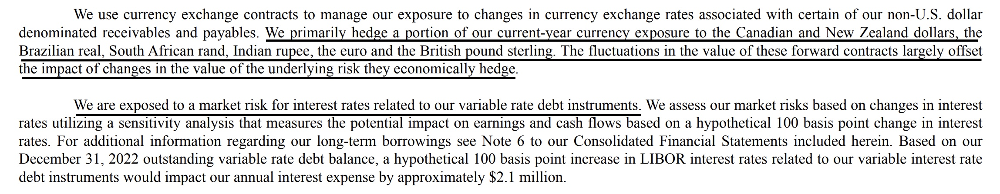 We use currency exchange contracts to manage our exposure to changes in currency exchange rates associated with certain of our non-U.S. dollar
denominated receivables and payables. We primarily hedge a portion of our current-year currency exposure to the Canadian and New Zealand dollars, the
Brazilian real, South African rand, Indian rupee, the euro and the British pound sterling. The fluctuations in the value of these forward contracts largely offset
the impact of changes in the value of the underlying risk they economically hedge.
We are exposed to a market risk for interest rates related to our variable rate debt instruments. We assess our market risks based on changes in interest
rates utilizing a sensitivity analysis that measures the potential impact on earnings and cash flows based on a hypothetical 100 basis point change in interest
rates. For additional information regarding our long-term borrowings see Note 6 to our Consolidated Financial Statements included herein. Based on our
December 31, 2022 outstanding variable rate debt balance, a hypothetical 100 basis point increase in LIBOR interest rates related to our variable interest rate
debt instruments would impact our annual interest expense by approximately $2.1 million.